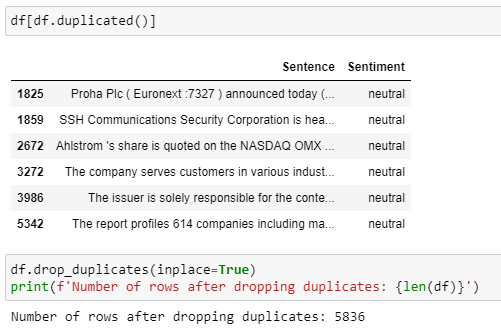 df[df.duplicated()]
Sentence Sentiment
1825 Proha Plc ( Euronext :7327 ) announced today (... neutral
1859 SSH Communications Security Corporation is hea... neutral
2672 Ahlstrom 's share is quoted on the NASDAQ OMX ... neutral
3272 The company serves customers in various indust... neutral
3986 The issuer is solely responsible for the conte... neutral
5342 The report profiles 614 companies including ma... neutral
df.drop_duplicates(inplace=True)
print(f'Number of rows after dropping duplicates: {len(df)}')
Number of rows after dropping duplicates: 5836